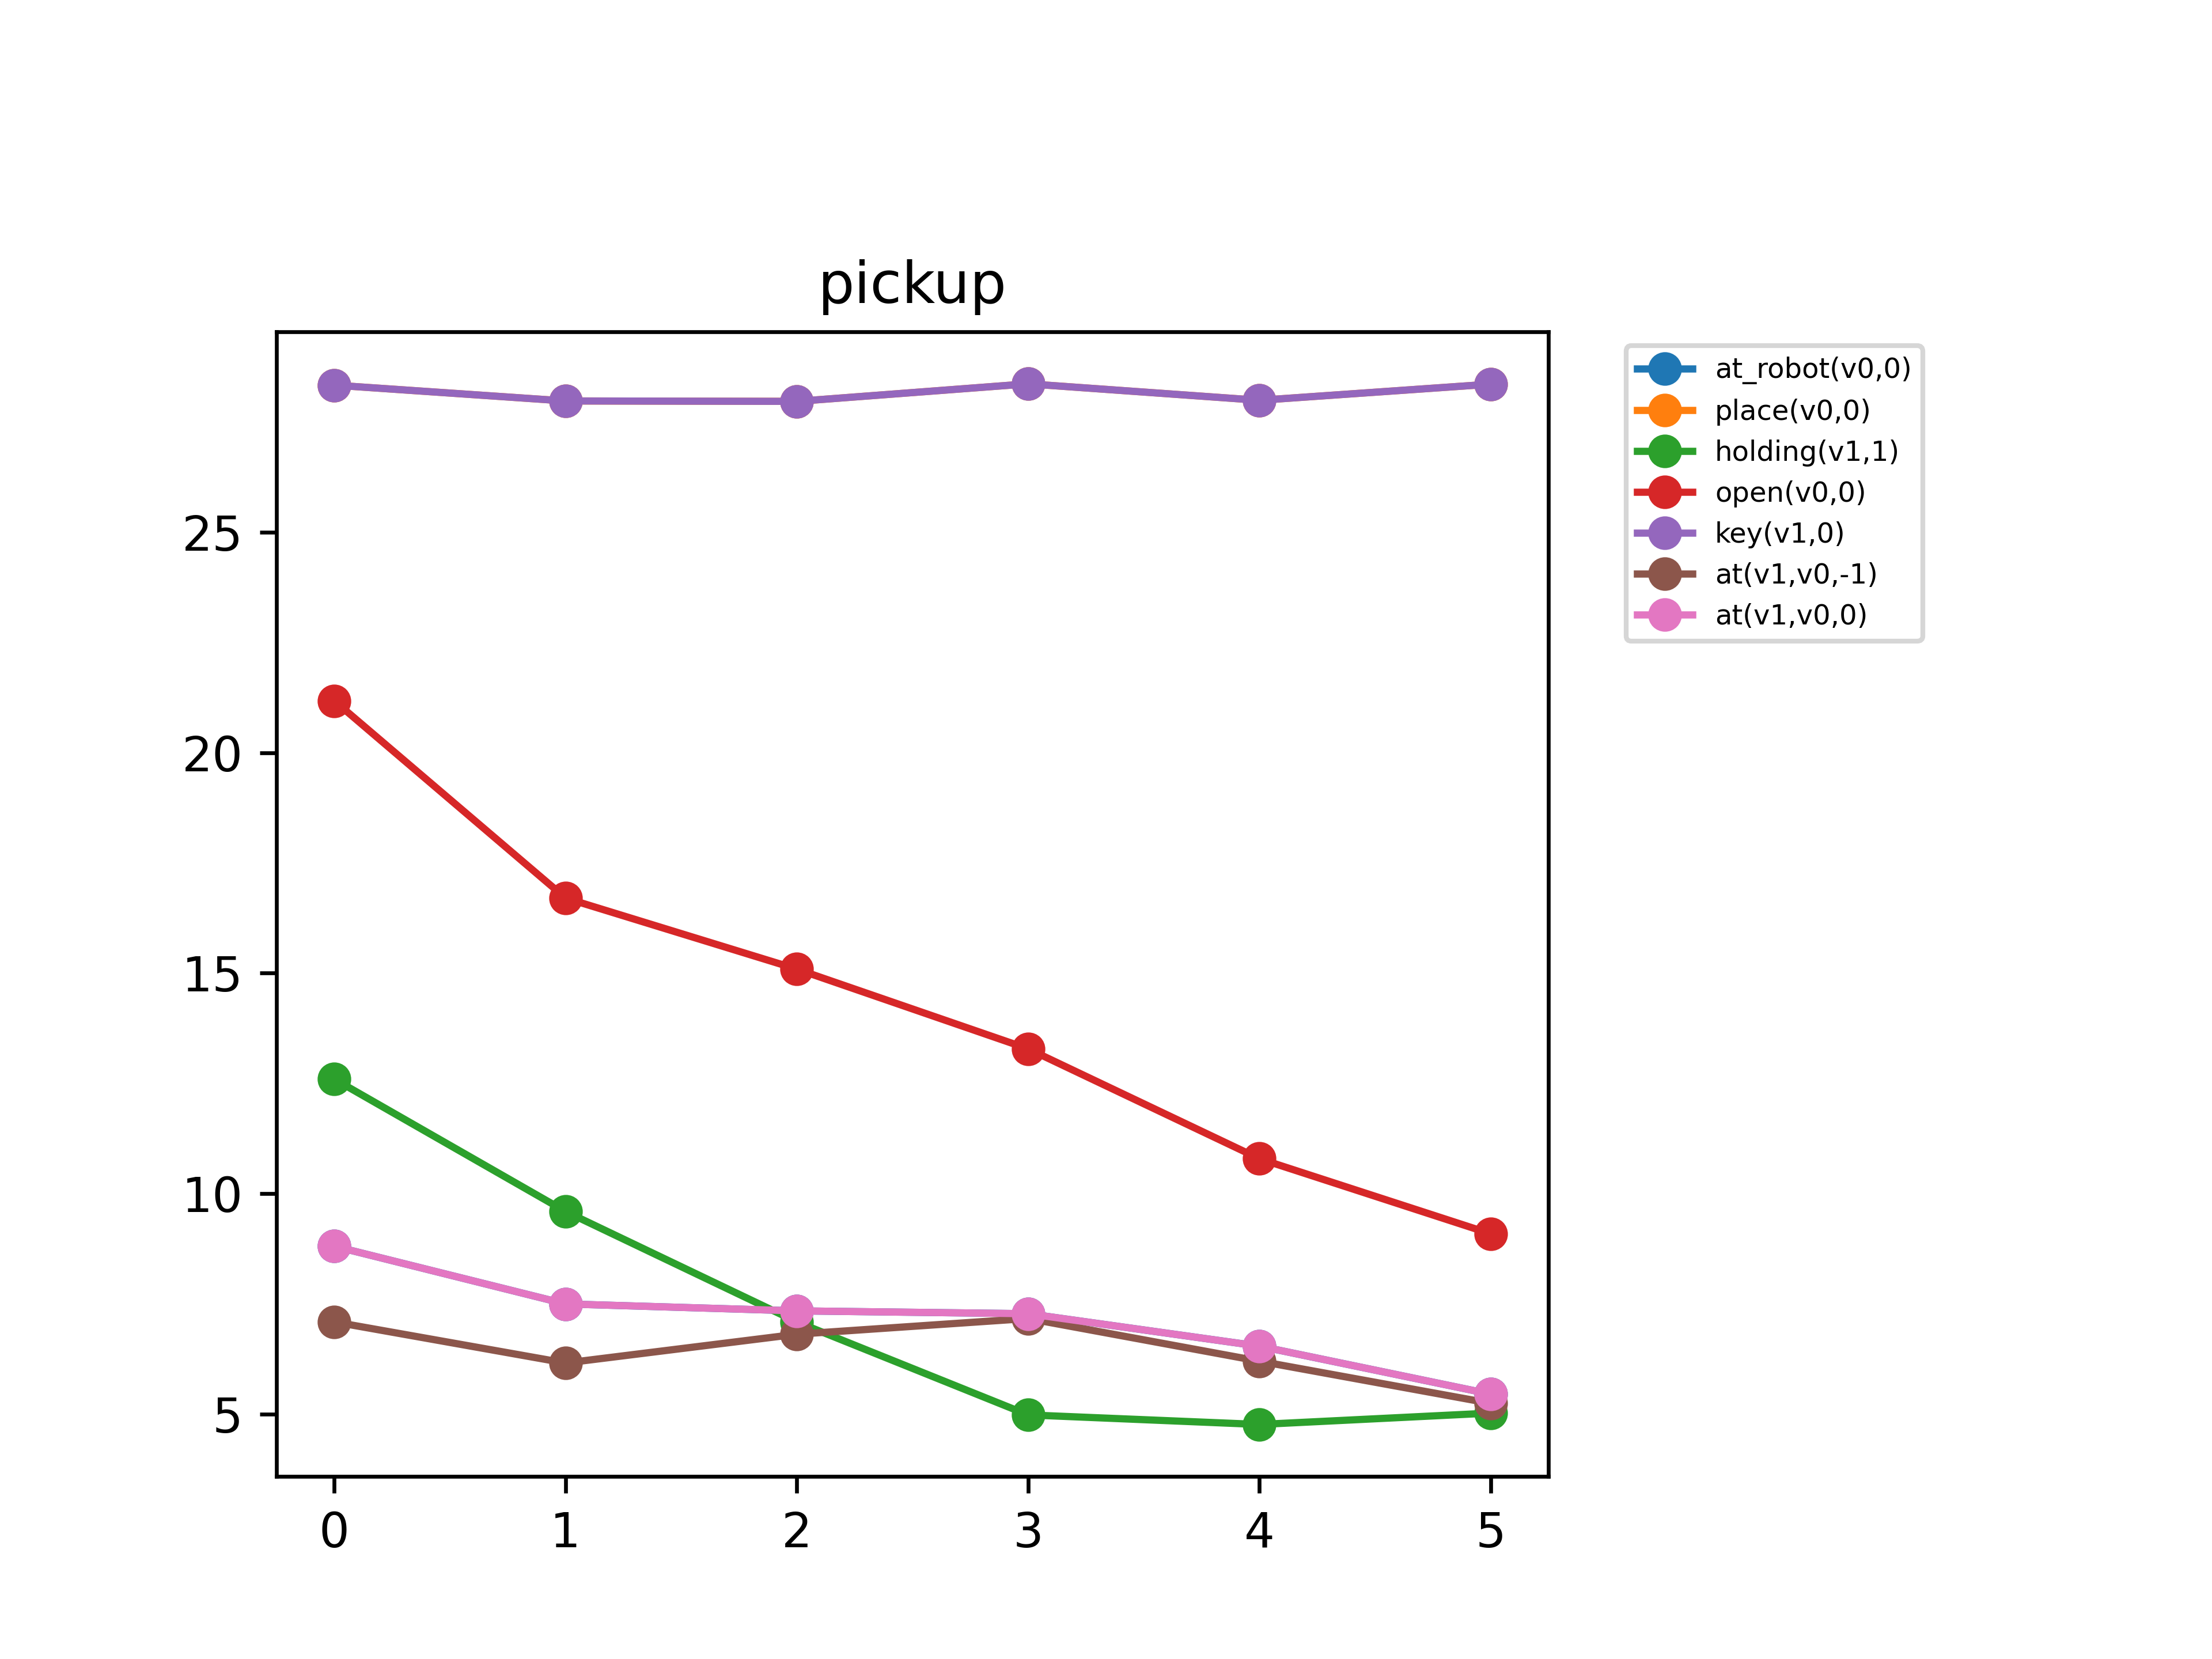 pickup
at_robot(v0,0)
place(v0,0)
holding(v1,1)
open(v0,0)
key(v1,0)
at(v1,v0,-1)
at(v1,v0,0)
25
20
15
10
5
0 1 2 3 4 5